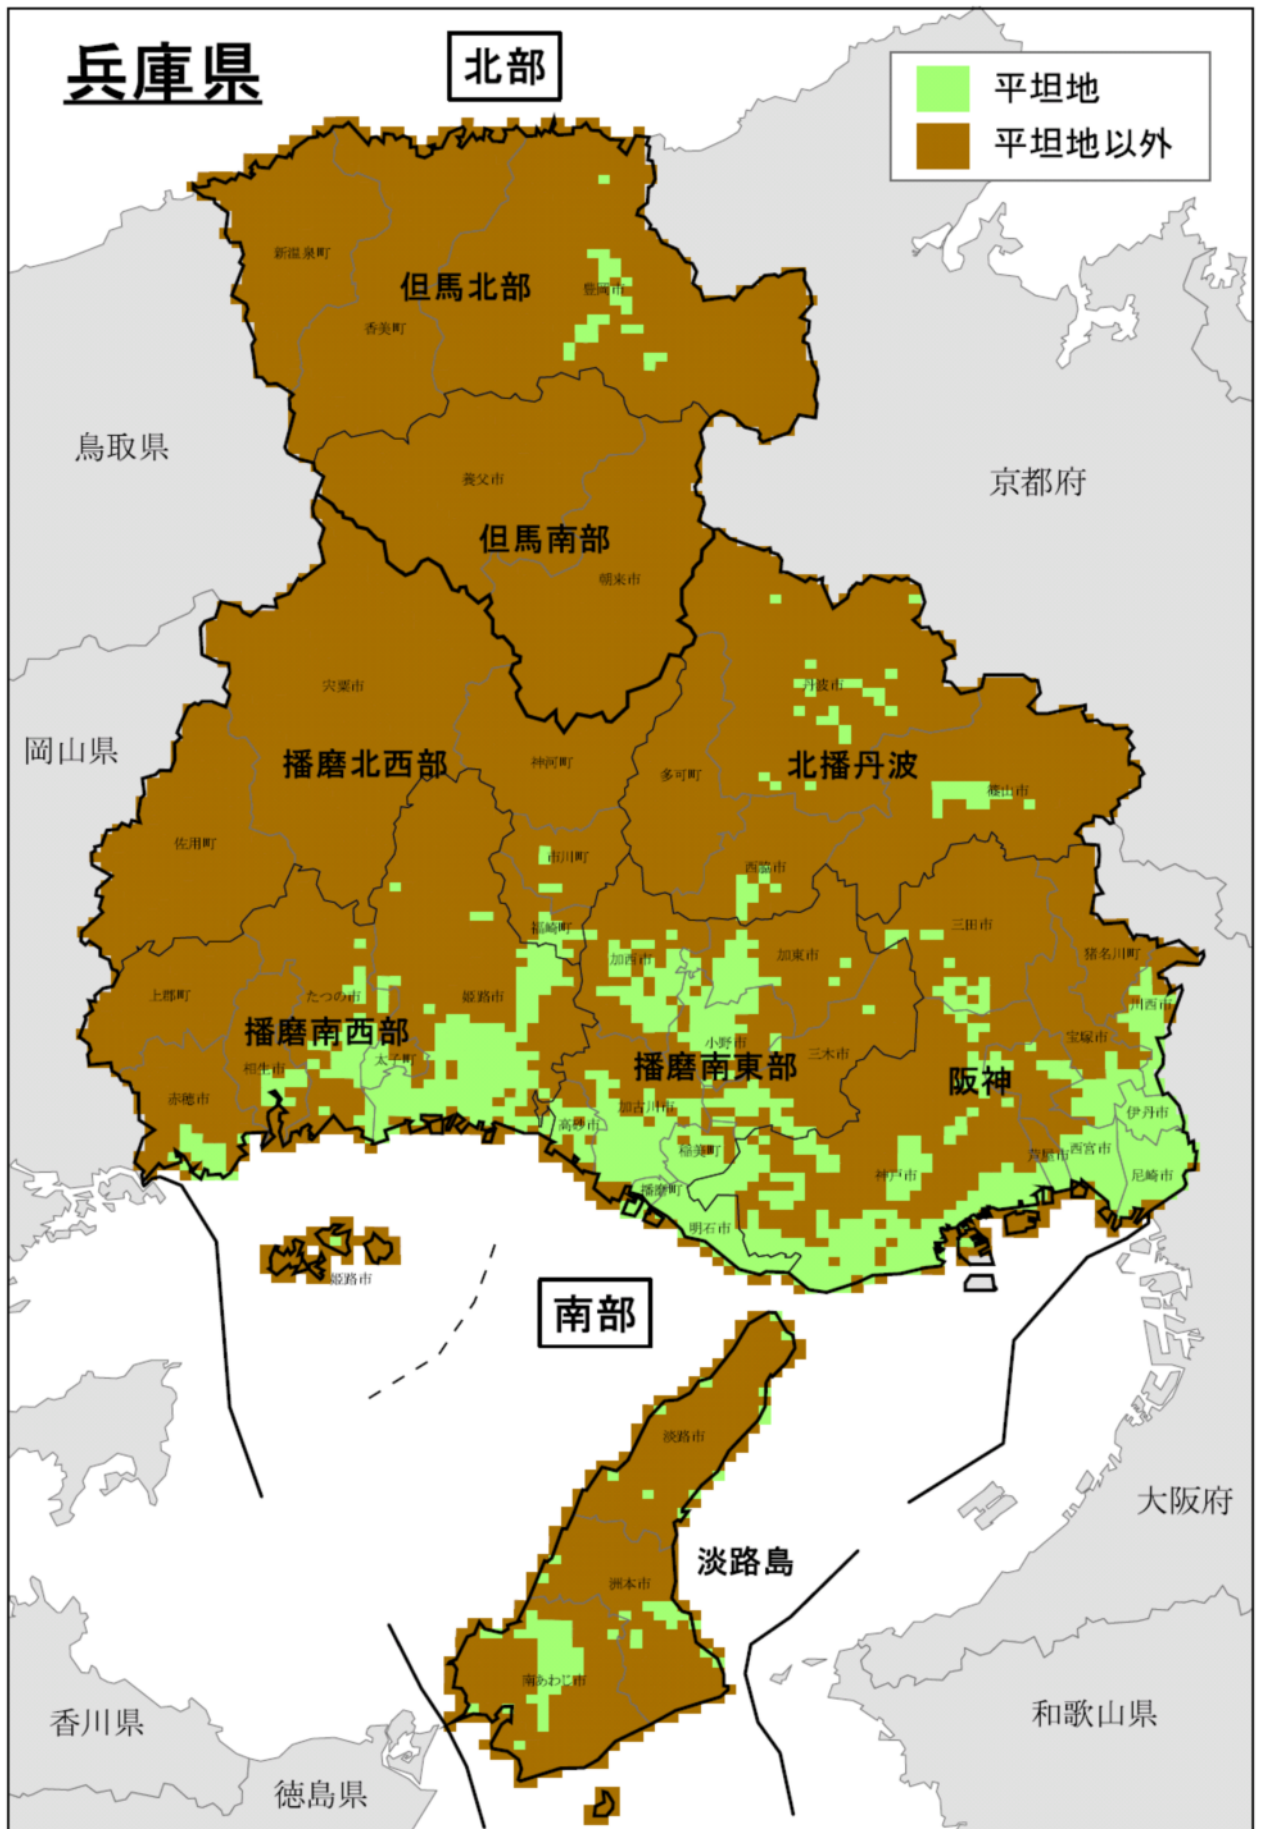 兵庫県
北部
平坦地
平坦地以外
新温泉町
但馬北部
豊岡市
香美町
鳥取県
京都府
養父市
但馬南部
朝来市
宍粟市
丹波市
岡山県
播磨北西部
神河町
多可町
北播丹波
篠山市
佐用町
市川町
西脇市
三田市
福崎町
加西市
加東市
猪名川町
上郡町
たつの市
姫路市
川西市
播磨南西部
小野市
宝塚市
相生市
太子町
播磨南東部
三木市
阪神
赤穂市
高砂市
加古川市
伊丹市
稲美町
神戸市
芦屋市
西宮市
尼崎市
播磨町
明石市
姫路市
南部
淡路市
大阪府
淡路島
洲本市
南あわじ市
香川県
和歌山県
徳島県